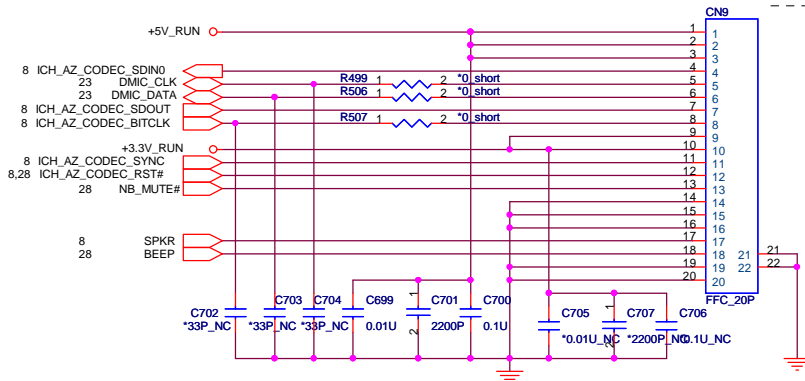 CN9
+5V_RUN 1 1
2 2
3 3
8 ICH_AZ_CODEC_SDIN0 4 4
23 DMIC_CLK R499 1 2 *0_short 5 5
23 DMIC_DATA R506 1 2 *0_short 6 6
8 ICH_AZ_CODEC_SDOUT 7 7
8 ICH_AZ_CODEC_BITCLK R507 1 2 *0_short 8 8
9 9
+3.3V_RUN 10 10
8 ICH_AZ_CODEC_SYNC 11 11
8,28 ICH_AZ_CODEC_RST# 12 12
28 NB_MUTE# 13 13
14 14
15 15
16 16
8 SPKR 17 17
28 BEEP 18 18 21 21
19 19 22 22
20 20
FFC_20P
C702 *33P_NC
C703 *33P_NC
C704 *33P_NC
C699 0.01U
1 C701 2 2200P
C700 0.1U
C705 *0.01U_NC
1 C707 2 *2200P_NC
C706 *0.1U_NC